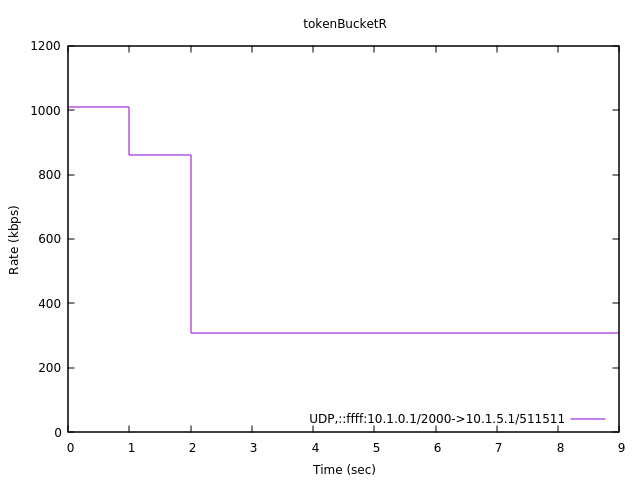 tokenBucketR
1200
1000
800
600
400
200
0
Rate (kbps)
UDP,::ffff:10.1.0.1/2000->10.1.5.1/511511
0 1 2 3 4 5 6 7 8 9
Time (sec)